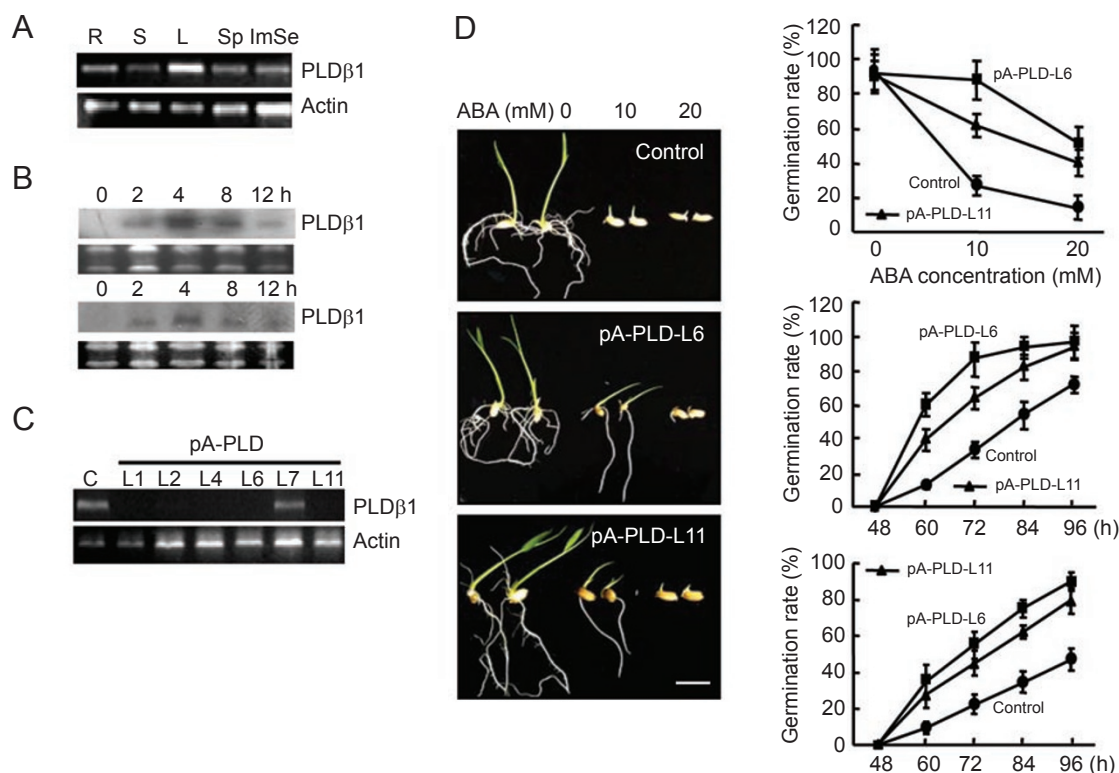 A
R S L Sp ImSe
PLDβ1
Actin
B
0 2 4 8 12 h
PLDβ1
0 2 4 8 12 h
PLDβ1
C
pA-PLD
C L1 L2 L4 L6 L7 L11
PLDβ1
Actin
D
ABA (mM) 0 10 20
Control
pA-PLD-L6
pA-PLD-L11
Germination rate (%)
120
100
80
60
40
20
0
pA-PLD-L6
Control
pA-PLD-L11
0 10 20
ABA concentration (mM)
Germination rate (%)
120
100
80
60
40
20
0
pA-PLD-L6
Control
pA-PLD-L11
48 60 72 84 96 (h)
Germination rate (%)
100
80
60
40
20
0
pA-PLD-L11
pA-PLD-L6
Control
48 60 72 84 96 (h)